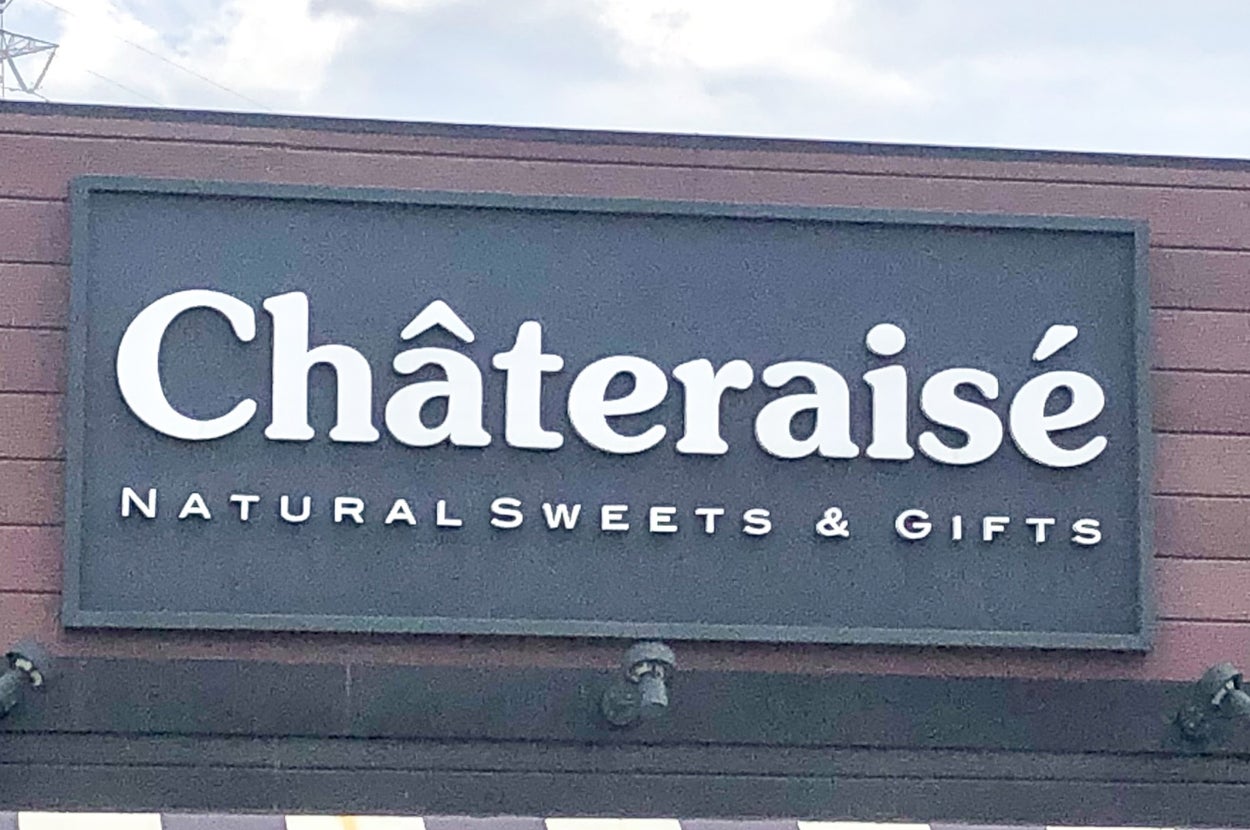 Châteraisé
NATURAL SWEETS & GIFTS